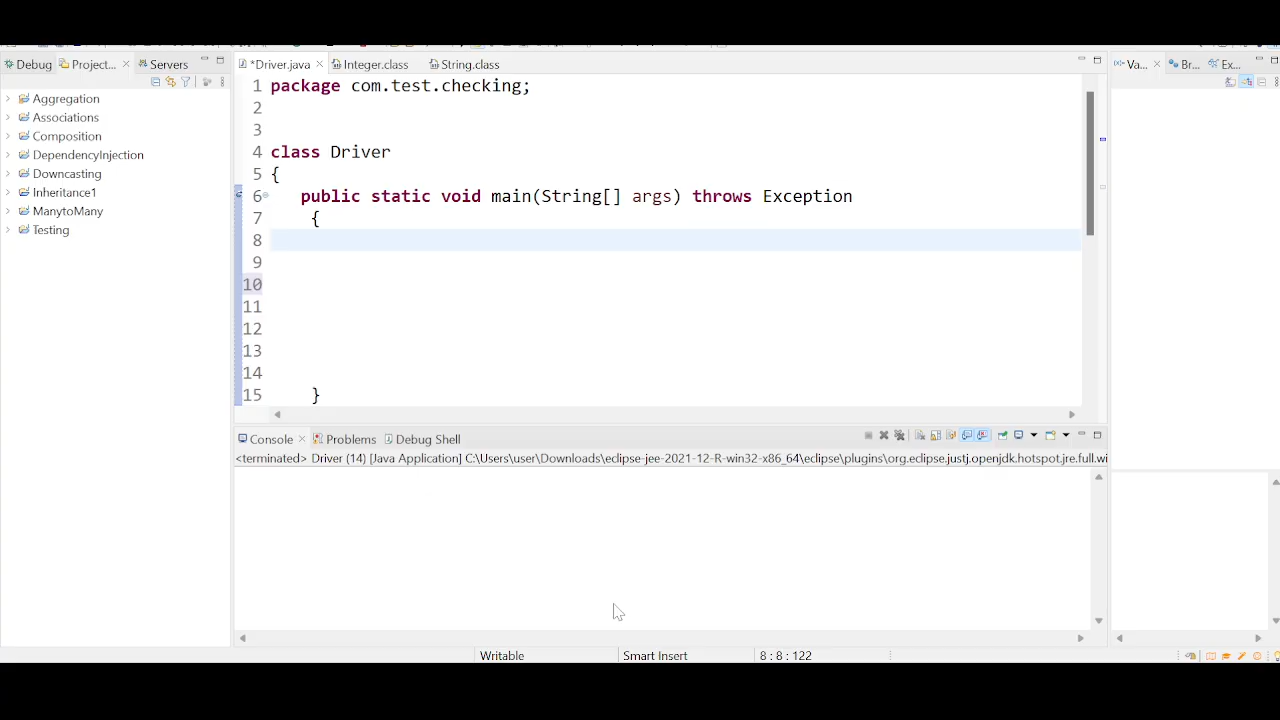 Debug Project... Servers
Aggregation
Associations
Composition
DependencyInjection
Downcasting
Inheritance1
ManytoMany
Testing
*Driver.java Integer.class String.class
1 package com.test.checking;
2
3
4 class Driver
5 {
6 public static void main(String[] args) throws Exception
7 {
8
9
10
11
12
13
14
15 }
Va... Br... Ex...
Console Problems Debug Shell
<terminated> Driver (14) [Java Application] C:\Users\user\Downloads\eclipse-jee-2021-12-R-win32-x86_64\eclipse\plugins\org.eclipse.justj.openjdk.hotspot.jre.full.wi
Writable Smart Insert 8 : 8 : 122